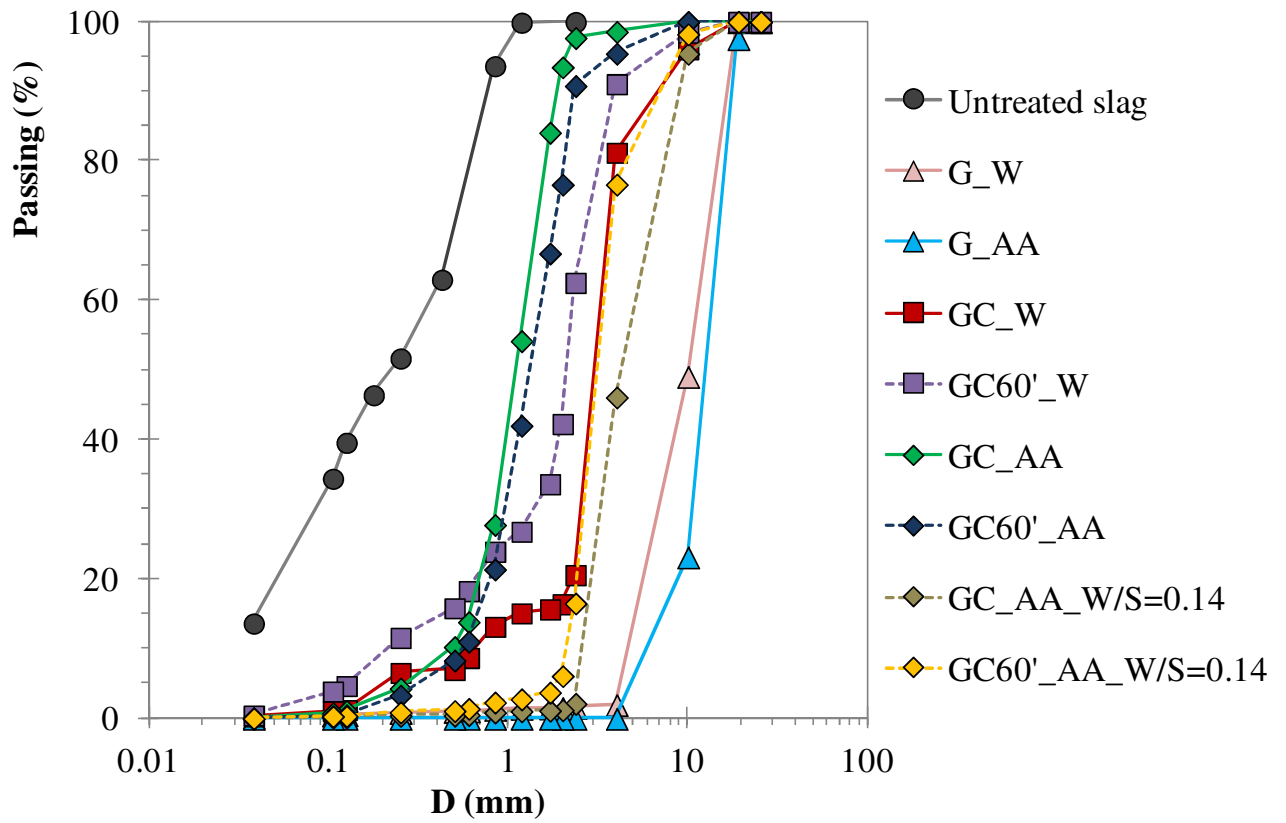 Passing (%)
100
80
60
40
20
0
0.01
0.1
1
10
100
D (mm)
Untreated slag
G_W
G_AA
GC_W
GC60'_W
GC_AA
GC60'_AA
GC_AA_W/S=0.14
GC60'_AA_W/S=0.14